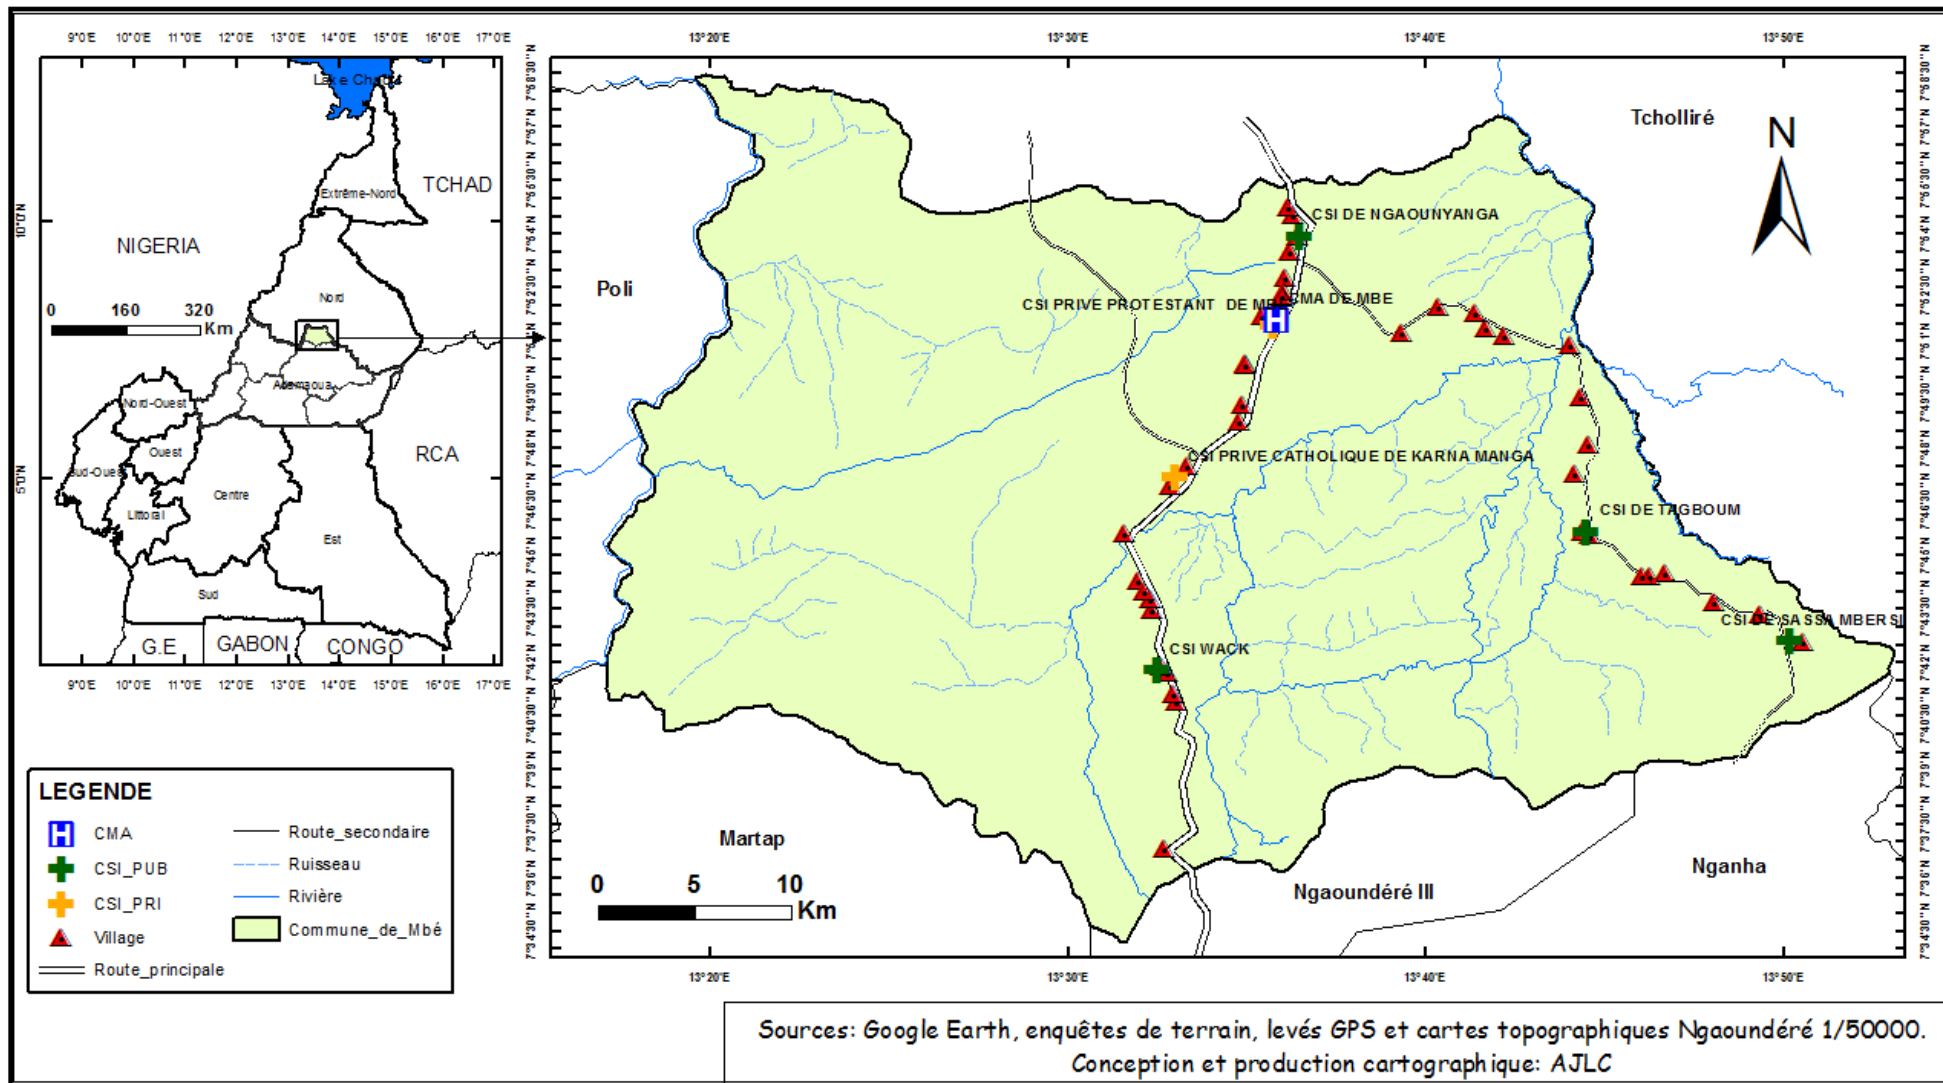 9°0'E 10°0'E 11°0'E 12°0'E 13°0'E 14°0'E 15°0'E 16°0'E 17°0'E
Lake Chad
TCHAD
Extrême-Nord
10°0'N
NIGERIA
Nord
0 160 320
Km
Adamaoua
Nord-Ouest
Ouest
RCA
Sud-Ouest
5°0'N
Centre
Littoral
Est
Sud
G.E GABON CONGO
9°0'E 10°0'E 11°0'E 12°0'E 13°0'E 14°0'E 15°0'E 16°0'E 17°0'E
13°20'E 13°30'E 13°40'E 13°50'E
Tcholliré
N
CSI DE NGAOUNYANGA
Poli
CSI PRIVE PROTESTANT DE MBE
CMA DE MBE
CSI PRIVE CATHOLIQUE DE KARNA MANGA
CSI DE TAGBOUM
CSI DE SASSA MBERSI
CSI WACK
Martap
Nganha
Ngaoundéré III
0 5 10
Km
13°20'E 13°30'E 13°40'E 13°50'E
LEGENDE
H CMA
CSI_PUB
CSI_PRI
Village
Route_principale
Route_secondaire
Ruisseau
Rivière
Commune_de_Mbé
Sources: Google Earth, enquêtes de terrain, levés GPS et cartes topographiques Ngaoundéré 1/50000.
Conception et production cartographique: AJLC